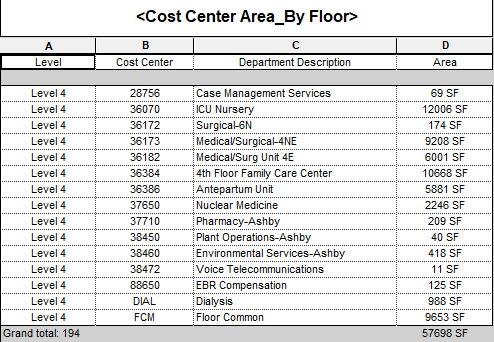 <Cost Center Area_By Floor>
A B C D
Level Cost Center Department Description Area
Level 4 28756 Case Management Services 69 SF
Level 4 36070 ICU Nursery 12006 SF
Level 4 36172 Surgical-6N 174 SF
Level 4 36173 Medical/Surgical-4NE 9208 SF
Level 4 36182 Medical/Surg Unit 4E 6001 SF
Level 4 36384 4th Floor Family Care Center 10668 SF
Level 4 36386 Antepartum Unit 5881 SF
Level 4 37650 Nuclear Medicine 2246 SF
Level 4 37710 Pharmacy-Ashby 209 SF
Level 4 38450 Plant Operations-Ashby 40 SF
Level 4 38460 Environmental Services-Ashby 418 SF
Level 4 38472 Voice Telecommunications 11 SF
Level 4 88650 EBR Compensation 125 SF
Level 4 DIAL Dialysis 988 SF
Level 4 FCM Floor Common 9653 SF
Grand total: 194 57698 SF